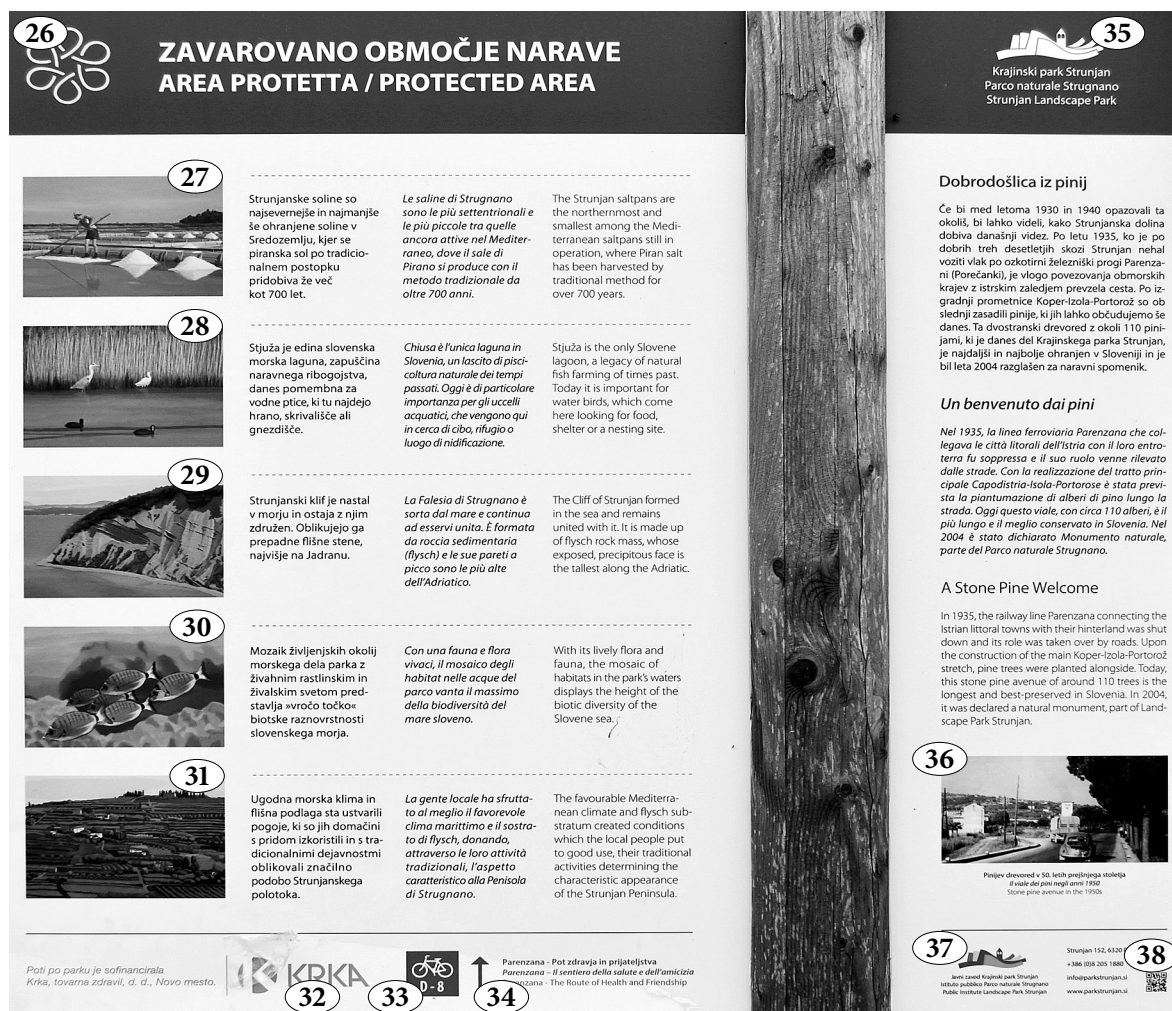 26
ZAVAROVANO OBMOČJE NARAVE
AREA PROTETTA / PROTECTED AREA
27
Strunjanske soline so
najsevernejše in najmanjše
še ohranjene soline v
Sredozemlju, kjer se
piranska sol po tradicio-
nalnem postopku
pridobiva že več
kot 700 let.
Le saline di Strugnano
sono le più settentrionali e
le più piccole tra quelle
ancora attive nel Mediter-
raneo, dove il sale di
Pirano si produce con il
metodo tradizionale da
oltre 700 anni.
The Strunjan saltpans are
the northernmost and
smallest among the Medi-
terranean saltpans still in
operation, where Piran salt
has been harvested by
traditional method for
over 700 years.
28
Stjuža je edina slovenska
morska laguna, zapuščina
naravnega ribogojstva,
danes pomembna za
vodne ptice, ki tu najdejo
hrano, skrivališče ali
gnezdišče.
Chiusa è l'unica laguna in
Slovenia, un lascito di pisci-
coltura naturale dei tempi
passati. Oggi è di particolare
importanza per gli uccelli
acquatici, che vengono qui
in cerca di cibo, rifugio o
luogo di nidificazione.
Stjuža is the only Slovene
lagoon, a legacy of natural
fish farming of times past.
Today it is important for
water birds, which come
here looking for food,
shelter or a nesting site.
29
Strunjanski klif je nastal
v morju in ostaja z njim
združen. Oblikujejo ga
prepadne flišne stene,
najvišje na Jadranu.
La Falesia di Strugnano è
sorta dal mare e continua
ad esservi unita. È formata
da roccia sedimentaria
(flysch) e le sue pareti a
picco sono le più alte
dell'Adriatico.
The Cliff of Strunjan formed
in the sea and remains
united with it. It is made up
of flysch rock mass, whose
exposed, precipitous face is
the tallest along the Adriatic.
30
Mozaik življenjskih okolij
morskega dela parka z
živahnim rastlinskim in
živalskim svetom pred-
stavlja »vročo točko«
biotske raznovrstnosti
slovenskega morja.
Con una fauna e flora
vivaci, il mosaico degli
habitat nelle acque del
parco vanta il massimo
della biodiversità del
mare sloveno.
With its lively flora and
fauna, the mosaic of
habitats in the park's waters
displays the height of the
biotic diversity of the
Slovene sea.
31
Ugodna morska klima in
flišna podlaga sta ustvarili
pogoje, ki so jih domačini
s pridom izkoristili in s tra-
dicionalnimi dejavnostmi
oblikovali značilno
podobo Strunjanskega
polotoka.
La gente locale ha sfrutta-
to al meglio il favorevole
clima marittimo e il sostra-
to di flysch, donando,
attraverso le loro attività
tradizionali, l'aspetto
caratteristico alla Penisola
di Strugnano.
The favourable Mediterra-
nean climate and flysch sub-
stratum created conditions
which the local people put
to good use, their traditional
activities determining the
characteristic appearance
of the Strunjan Peninsula.
Poti po parku je sofinancirala
Krka, tovarna zdravil, d. d., Novo mesto.
KRKA
32
D-8
33
34
Parenzana - Pot zdravja in prijateljstva
Parenzana – Il sentiero della salute e dell'amicizia
Parenzana - The Route of Health and Friendship
35
Krajinski park Strunjan
Parco naturale Strugnano
Strunjan Landscape Park
Dobrodošlica iz pinij
Če bi med letoma 1930 in 1940 opazovali ta
okoliš, bi lahko videli, kako Strunjanska dolina
dobiva današnji videz. Po letu 1935, ko je po
dobrih treh desetletjih skozi Strunjan nehal
voziti vlak po ozkotirni železniški progi Parenza-
ni (Porečanki), je vlogo povezovanja obmorskih
krajev z istrskim zaledjem prevzela cesta. Po iz-
gradnji prometnice Koper-Izola-Portorož so ob
slednji zasadili pinije, ki jih lahko občudujemo še
danes. Ta dvostranski drevored z okoli 110 pini-
jami, ki je danes del Krajinskega parka Strunjan,
je najdaljši in najbolje ohranjen v Sloveniji in je
bil leta 2004 razglašen za naravni spomenik.
Un benvenuto dai pini
Nel 1935, la linea ferroviaria Parenzana che col-
legava le città litorali dell'Istria con il loro entro-
terra fu soppressa e il suo ruolo venne rilevato
dalle strade. Con la realizzazione del tratto prin-
cipale Capodistria-Isola-Portorose è stata previ-
sta la piantumazione di alberi di pino lungo la
strada. Oggi questo viale, con circa 110 alberi, è il
più lungo e il meglio conservato in Slovenia. Nel
2004 è stato dichiarato Monumento naturale,
parte del Parco naturale Strugnano.
A Stone Pine Welcome
In 1935, the railway line Parenzana connecting the
Istrian littoral towns with their hinterland was shut
down and its role was taken over by roads. Upon
the construction of the main Koper-Izola-Portorož
stretch, pine trees were planted alongside. Today,
this stone pine avenue of around 110 trees is the
longest and best-preserved in Slovenia. In 2004,
it was declared a natural monument, part of Land-
scape Park Strunjan.
36
Pinijev drevored v 50. letih prejšnjega stoletja
Il viale dei pini negli anni 1950
Stone pine avenue in the 1950s
37
Javni zavod Krajinski park Strunjan
Istituto pubblico Parco naturale Strugnano
Public Institute Landscape Park Strunjan
Strunjan 152, 6320
+386 (0)8 205 1880
info@parkstrunjan.si
www.parkstrunjan.si
38